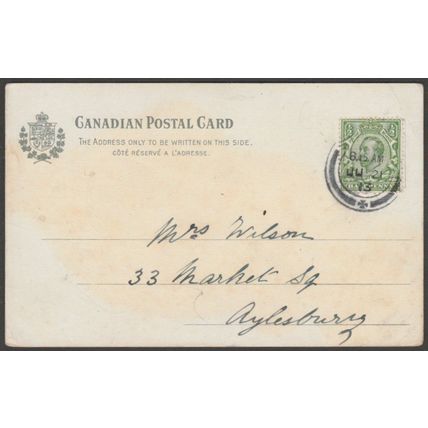 CANADIAN POSTAL CARD
THE ADDRESS ONLY TO BE WRITTEN ON THIS SIDE.
CÔTÉ RÉSERVÉ A L'ADRESSE.
Mrs Wilson
33 Market Sq
Aylesbury